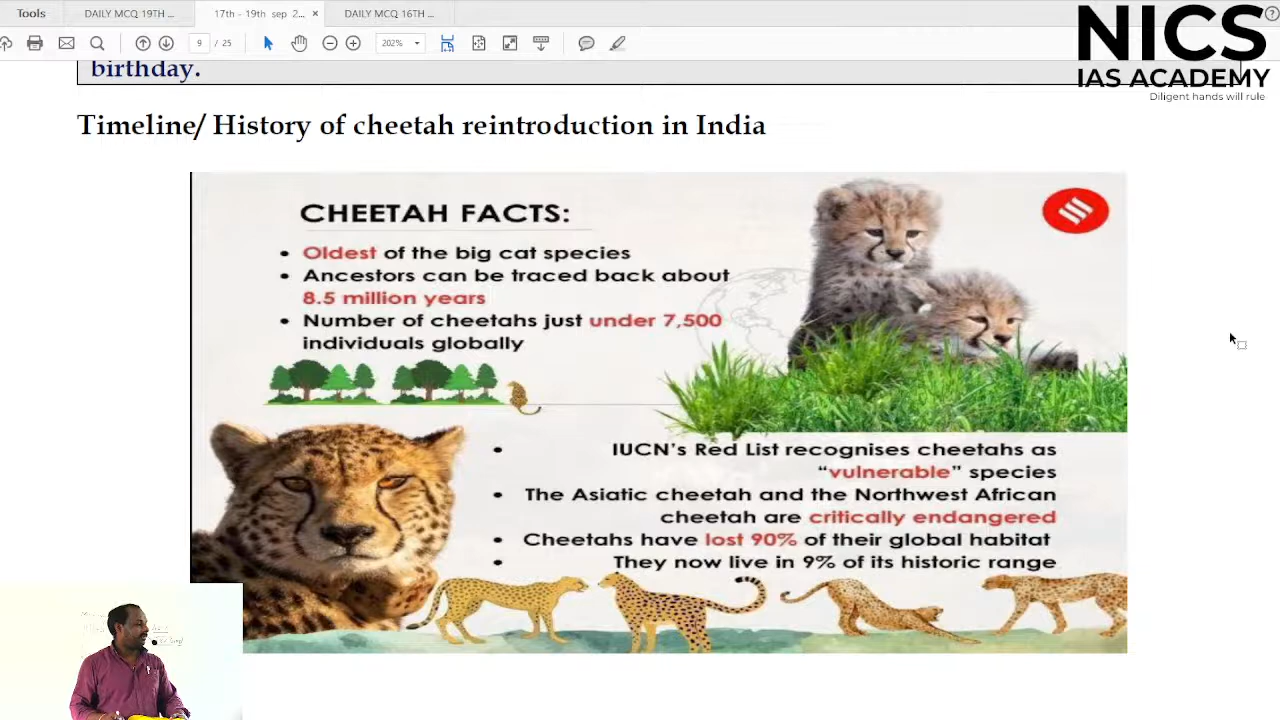 Tools
DAILY MCQ 19TH ...
17th - 19th sep 2... ×
DAILY MCQ 16TH ...
9 / 25
202%
NICS
IAS ACADEMY
Diligent hands will rule
birthday.
Timeline/ History of cheetah reintroduction in India
CHEETAH FACTS:
• Oldest of the big cat species
• Ancestors can be traced back about
8.5 million years
• Number of cheetahs just under 7,500
individuals globally
• IUCN's Red List recognises cheetahs as
“vulnerable” species
• The Asiatic cheetah and the Northwest African
cheetah are critically endangered
• Cheetahs have lost 90% of their global habitat
• They now live in 9% of its historic range